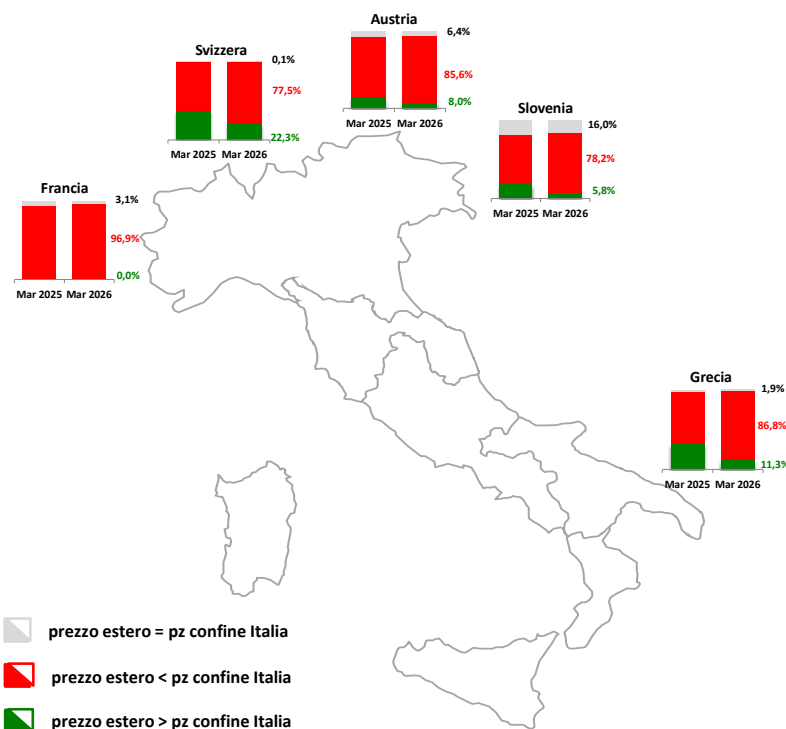 Austria
6,4%
85,6%
8,0%
Mar 2025 Mar 2026
Svizzera
0,1%
77,5%
22,3%
Mar 2025 Mar 2026
Slovenia
16,0%
78,2%
5,8%
Mar 2025 Mar 2026
Francia
3,1%
96,9%
0,0%
Mar 2025 Mar 2026
Grecia
1,9%
86,8%
11,3%
Mar 2025 Mar 2026
prezzo estero = pz confine Italia
prezzo estero < pz confine Italia
prezzo estero > pz confine Italia